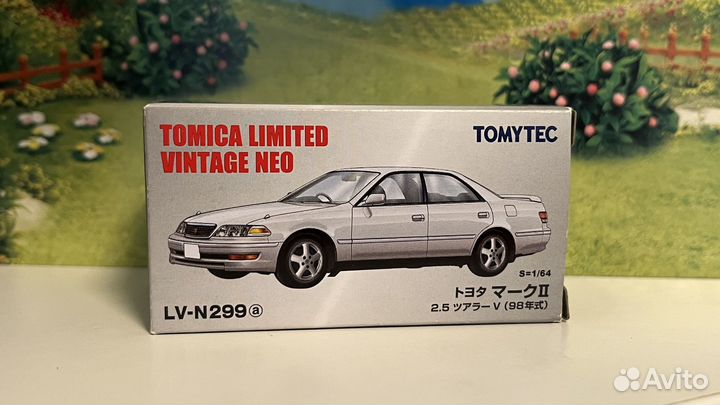 TOMICA LIMITED
VINTAGE NEO
TOMYTEC
S=1/64
トヨタ マークII
2.5 ツアラーV (98年式)
LV-N299ⓐ
Avito